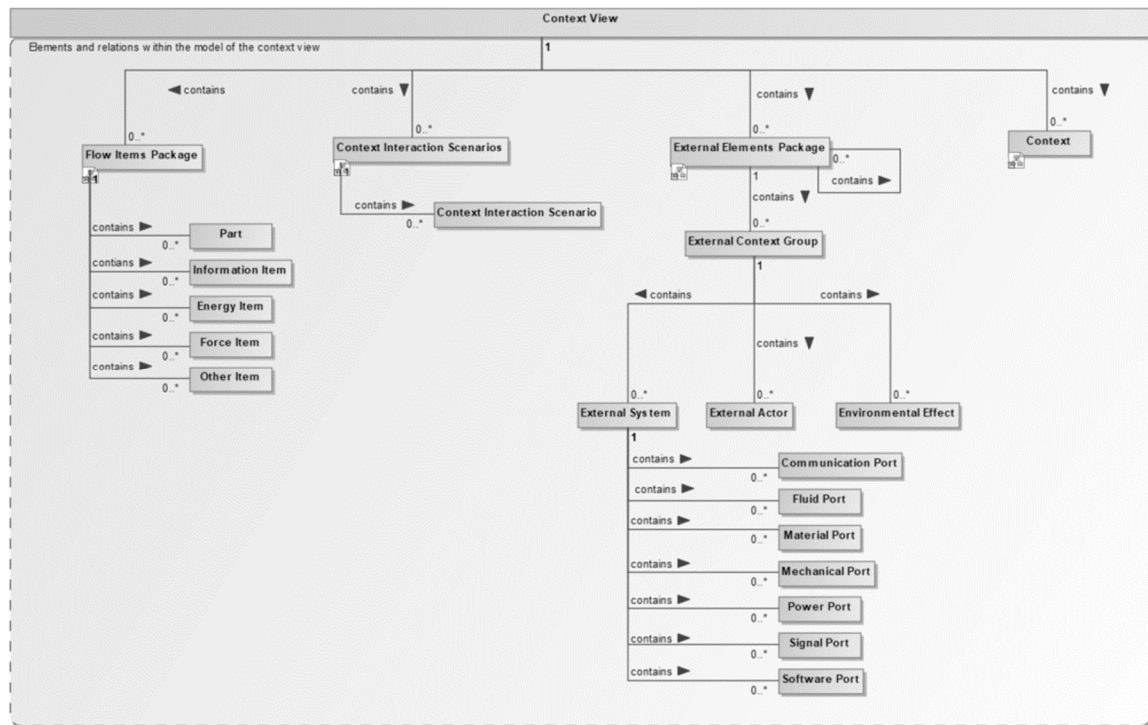 Context View
Elements and relations within the model of the context view
1
contains
contains
contains
contains
0..*
0..*
0..*
0..*
Flow Items Package
Context Interaction Scenarios
External Elements Package
Context
1
1
1
0..*
contains
contains
contains
0..*
Context Interaction Scenario
0..*
External Context Group
1
contains
0..*
Part
contians
0..*
Information Item
contains
0..*
Energy Item
contains
0..*
Force Item
contains
0..*
Other Item
contains
contains
contains
0..*
0..*
0..*
External System
External Actor
Environmental Effect
1
contains
0..*
Communication Port
contains
0..*
Fluid Port
contains
0..*
Material Port
contains
0..*
Mechanical Port
contains
0..*
Power Port
contains
0..*
Signal Port
contains
0..*
Software Port